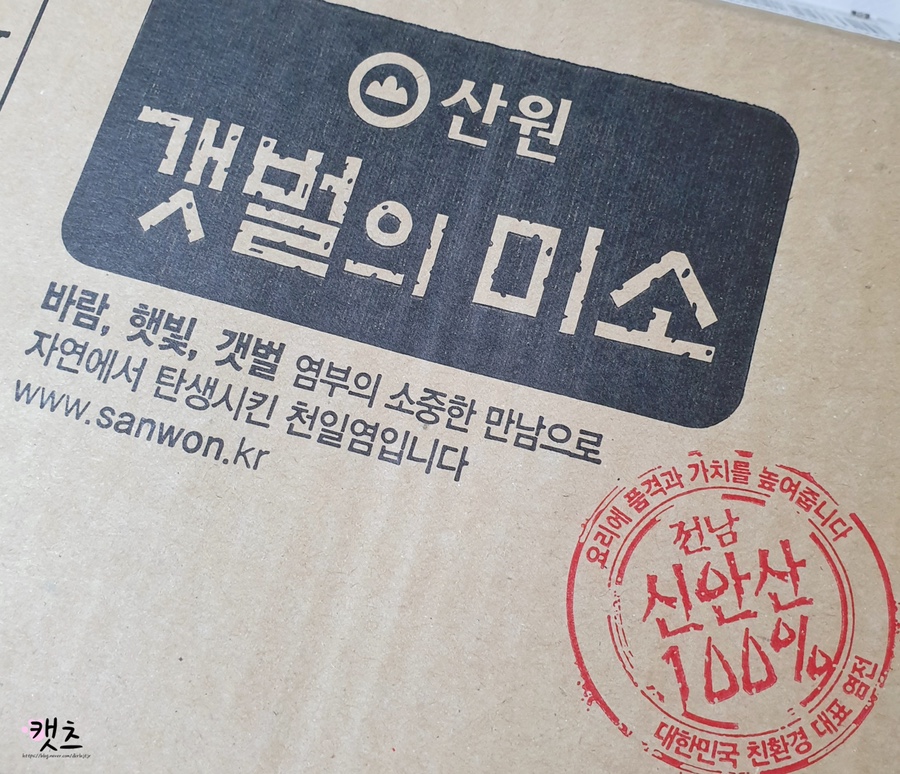 산원
갯벌의 미소
바람, 햇빛, 갯벌 염부의 소중한 만남으로
자연에서 탄생시킨 천일염입니다
www.sanwon.kr
요리에 품격과 가치를 높여줍니다
전남
신안산
100%
대한민국 친환경 대표 염전
캣츠